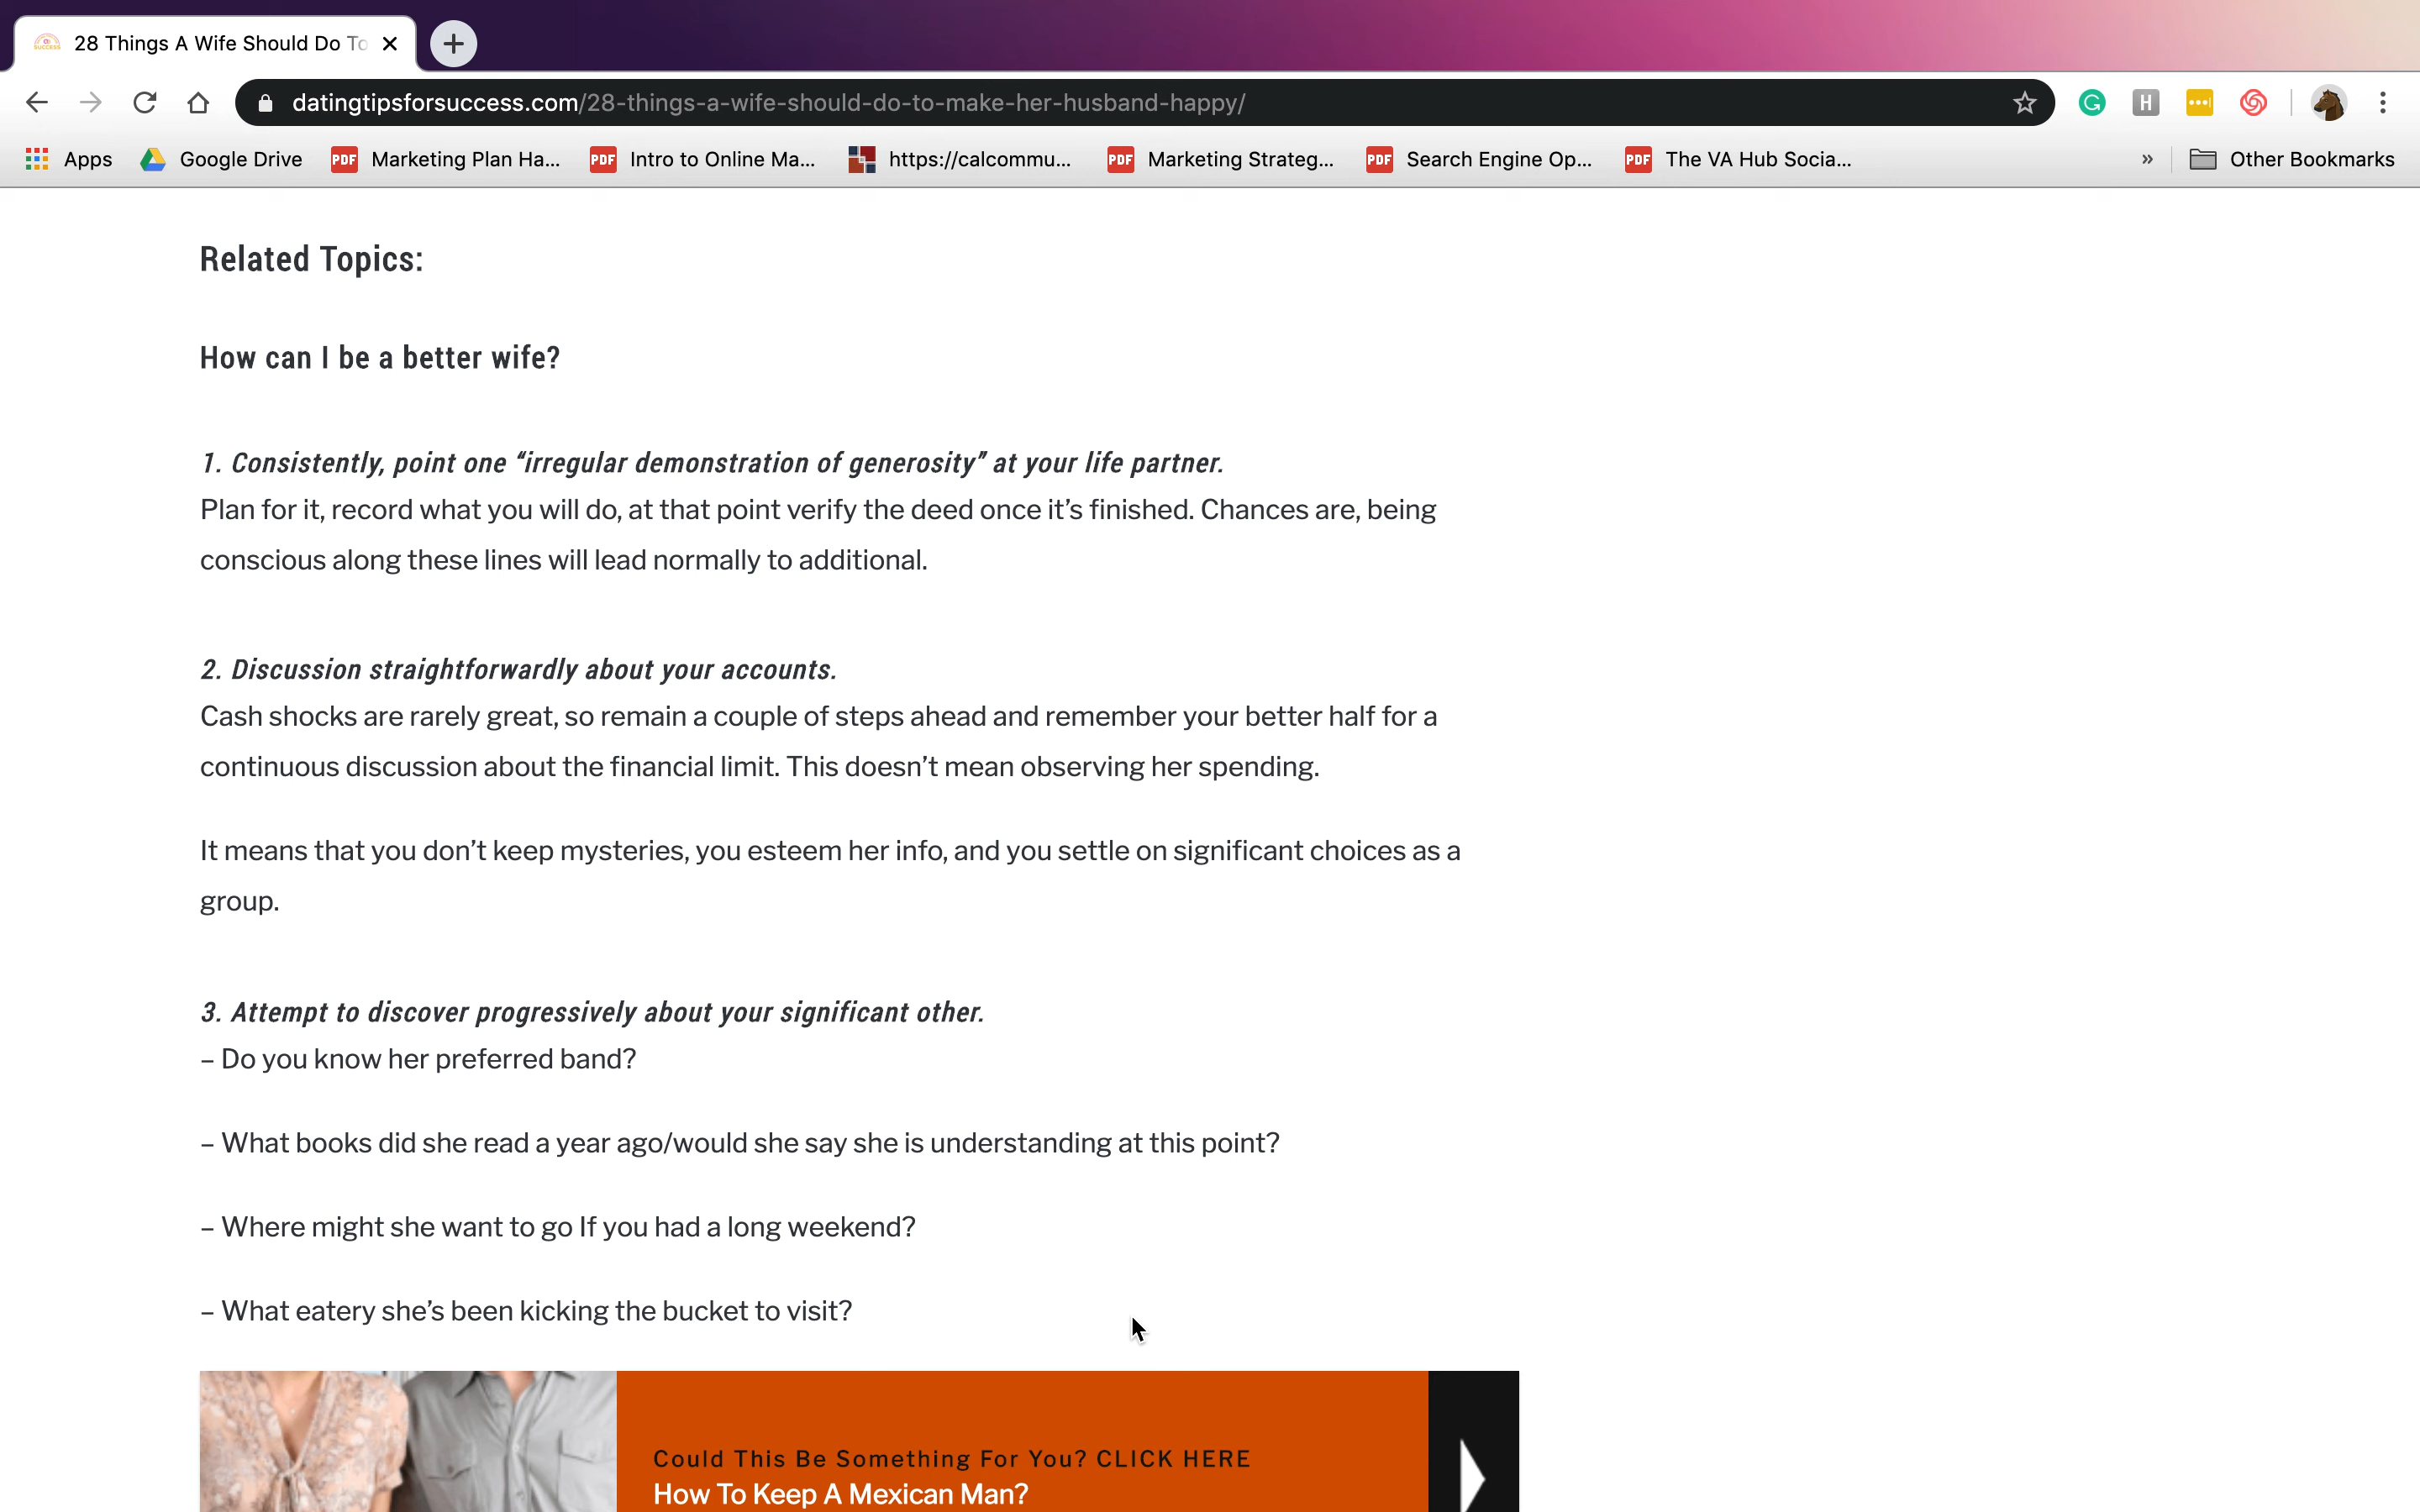 28 Things A Wife Should Do To
datingtipsforsuccess.com/28-things-a-wife-should-do-to-make-her-husband-happy/
Apps
Google Drive
PDF Marketing Plan Ha...
PDF Intro to Online Ma...
https://calcommu...
PDF Marketing Strateg...
PDF Search Engine Op...
PDF The VA Hub Socia...
»
Other Bookmarks
Related Topics:
How can I be a better wife?
1. Consistently, point one “irregular demonstration of generosity” at your life partner.
Plan for it, record what you will do, at that point verify the deed once it’s finished. Chances are, being
conscious along these lines will lead normally to additional.
2. Discussion straightforwardly about your accounts.
Cash shocks are rarely great, so remain a couple of steps ahead and remember your better half for a
continuous discussion about the financial limit. This doesn’t mean observing her spending.
It means that you don’t keep mysteries, you esteem her info, and you settle on significant choices as a
group.
3. Attempt to discover progressively about your significant other.
– Do you know her preferred band?
– What books did she read a year ago/would she say she is understanding at this point?
– Where might she want to go If you had a long weekend?
– What eatery she’s been kicking the bucket to visit?
Could This Be Something For You? CLICK HERE
How To Keep A Mexican Man?